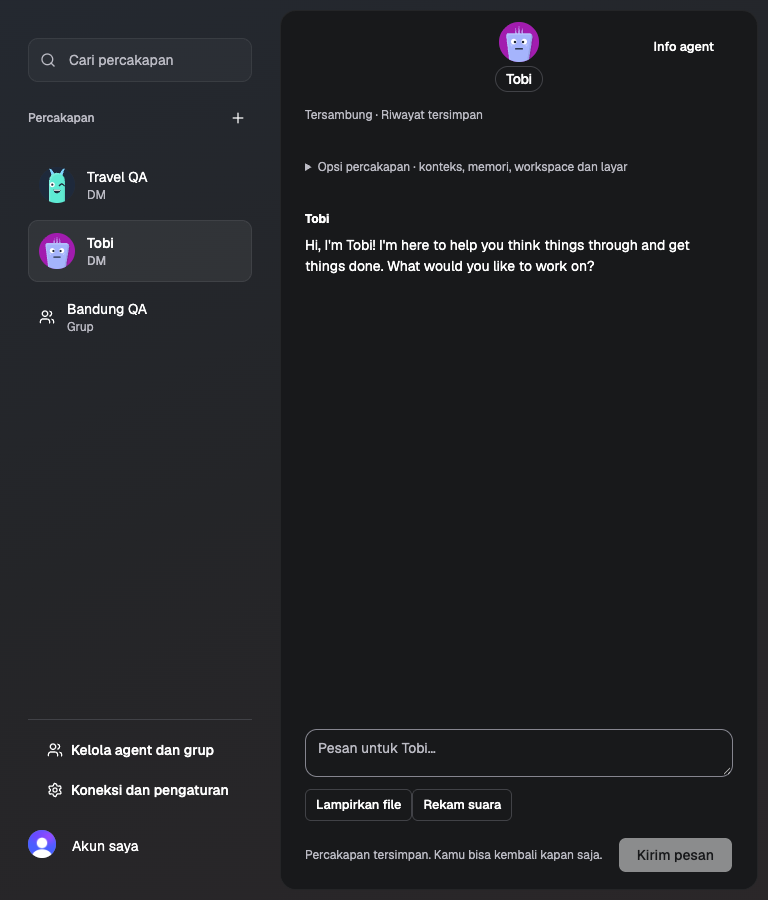 Cari percakapan
Percakapan
Travel QA
DM
Tobi
DM
Bandung QA
Grup
Kelola agent dan grup
Koneksi dan pengaturan
Akun saya
Tobi
Info agent
Tersambung · Riwayat tersimpan
Opsi percakapan · konteks, memori, workspace dan layar
Tobi
Hi, I'm Tobi! I'm here to help you think things through and get
things done. What would you like to work on?
Pesan untuk Tobi...
Lampirkan file
Rekam suara
Percakapan tersimpan. Kamu bisa kembali kapan saja.
Kirim pesan